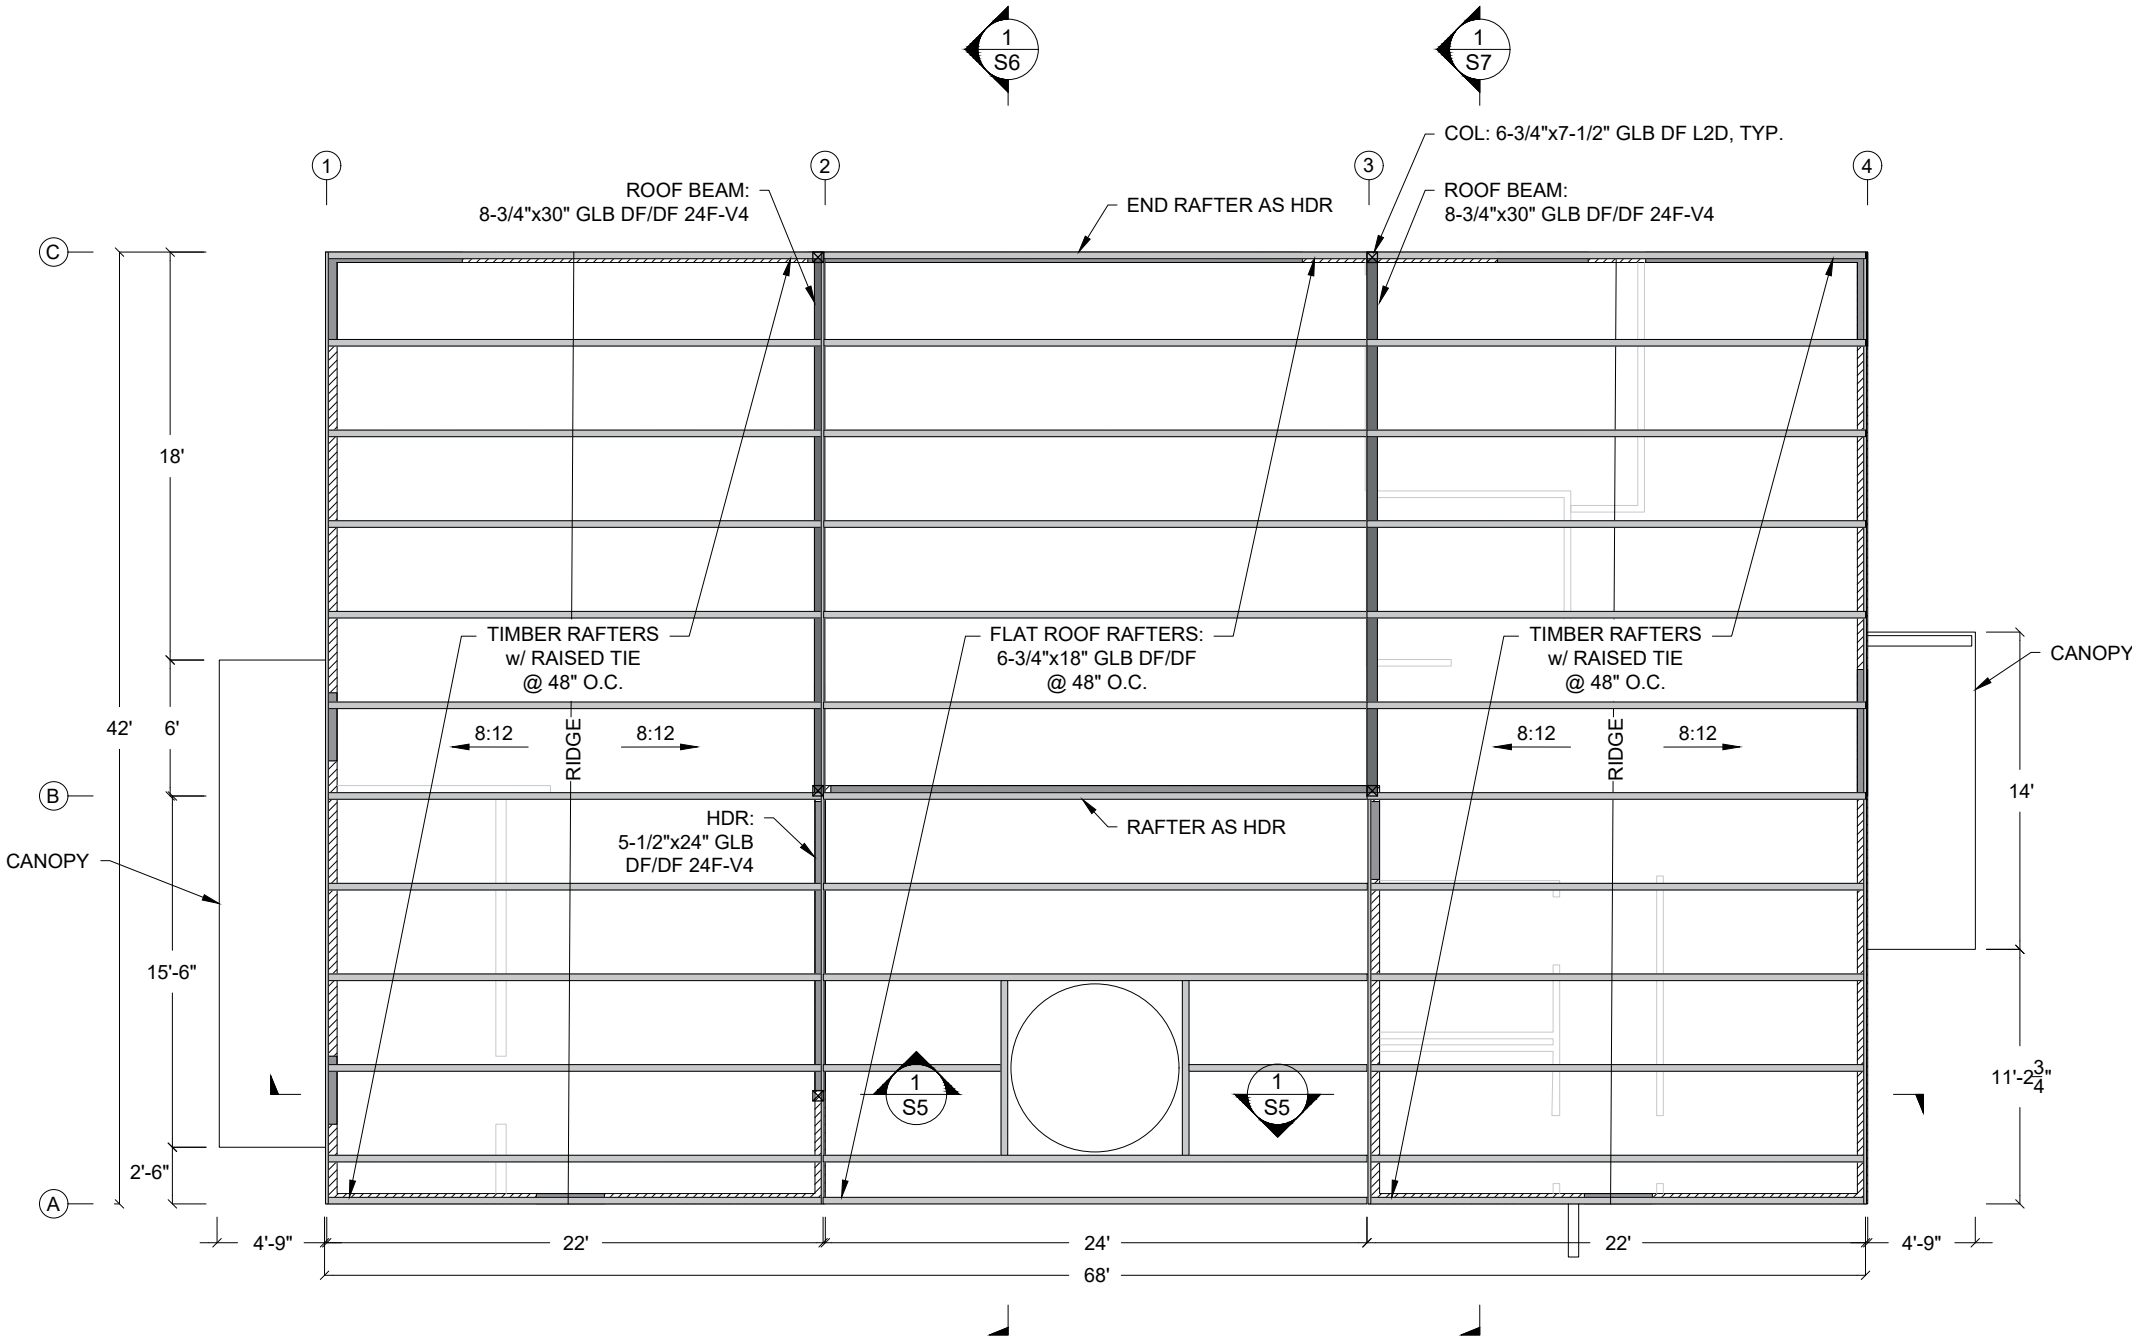 1
S6
1
S7
COL: 6-3/4"x7-1/2" GLB DF L2D, TYP.
1
2
3
4
ROOF BEAM:
8-3/4"x30" GLB DF/DF 24F-V4
END RAFTER AS HDR
ROOF BEAM:
8-3/4"x30" GLB DF/DF 24F-V4
C
18'
TIMBER RAFTERS
w/ RAISED TIE
@ 48" O.C.
FLAT ROOF RAFTERS:
6-3/4"x18" GLB DF/DF
@ 48" O.C.
TIMBER RAFTERS
w/ RAISED TIE
@ 48" O.C.
CANOPY
42'
6'
8:12
RIDGE
8:12
8:12
RIDGE
8:12
14'
B
HDR:
5-1/2"x24" GLB
DF/DF 24F-V4
RAFTER AS HDR
CANOPY
15'-6"
1
S5
1
S5
11'-2 3/4"
2'-6"
A
4'-9"
22'
24'
22'
4'-9"
68'